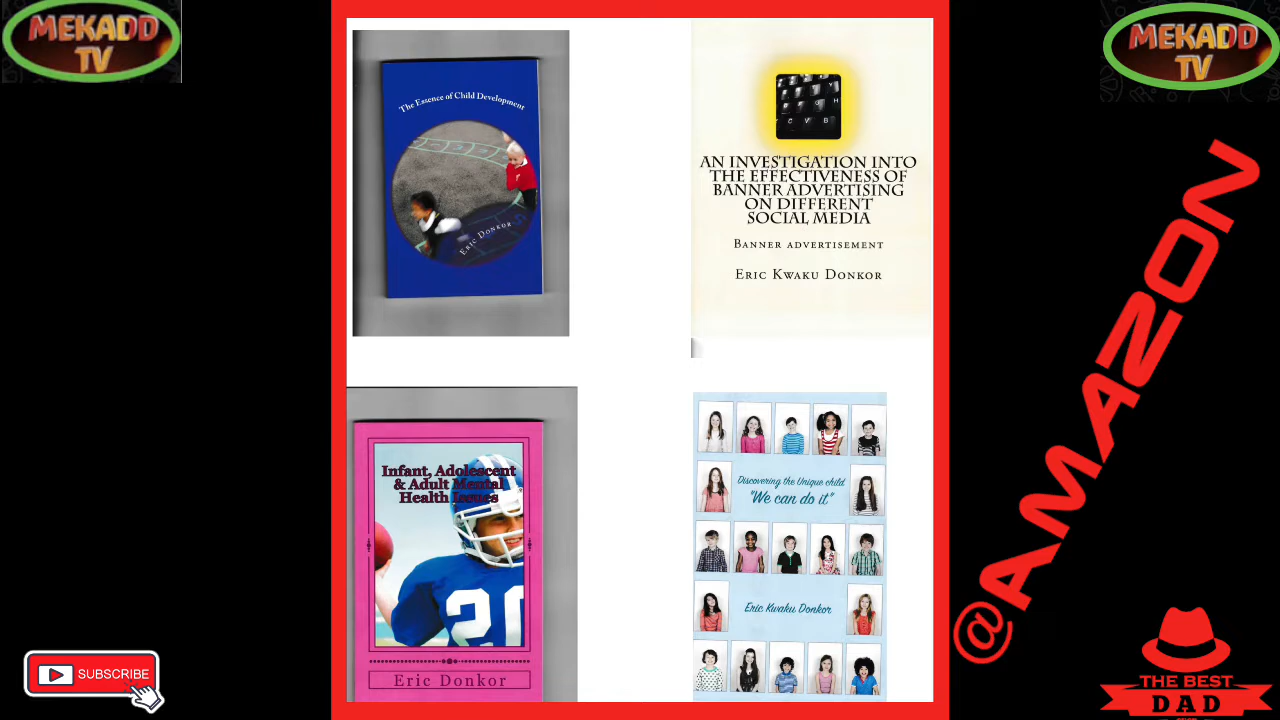 MEKADD
TV
MEKADD
TV
The Essence of Child Development
ERIC DONKOR
Y
G H
C V B
AN INVESTIGATION INTO
THE EFFECTIVENESS OF
BANNER ADVERTISING
ON DIFFERENT
SOCIAL MEDIA
BANNER ADVERTISEMENT
ERIC KWAKU DONKOR
Infant, Adolescent
& Adult Mental
Health Issues
20
Eric Donkor
Discovering the Unique child
"We can do it"
Eric Kwaku Donkor
@AMAZON
SUBSCRIBE
THE BEST
DAD